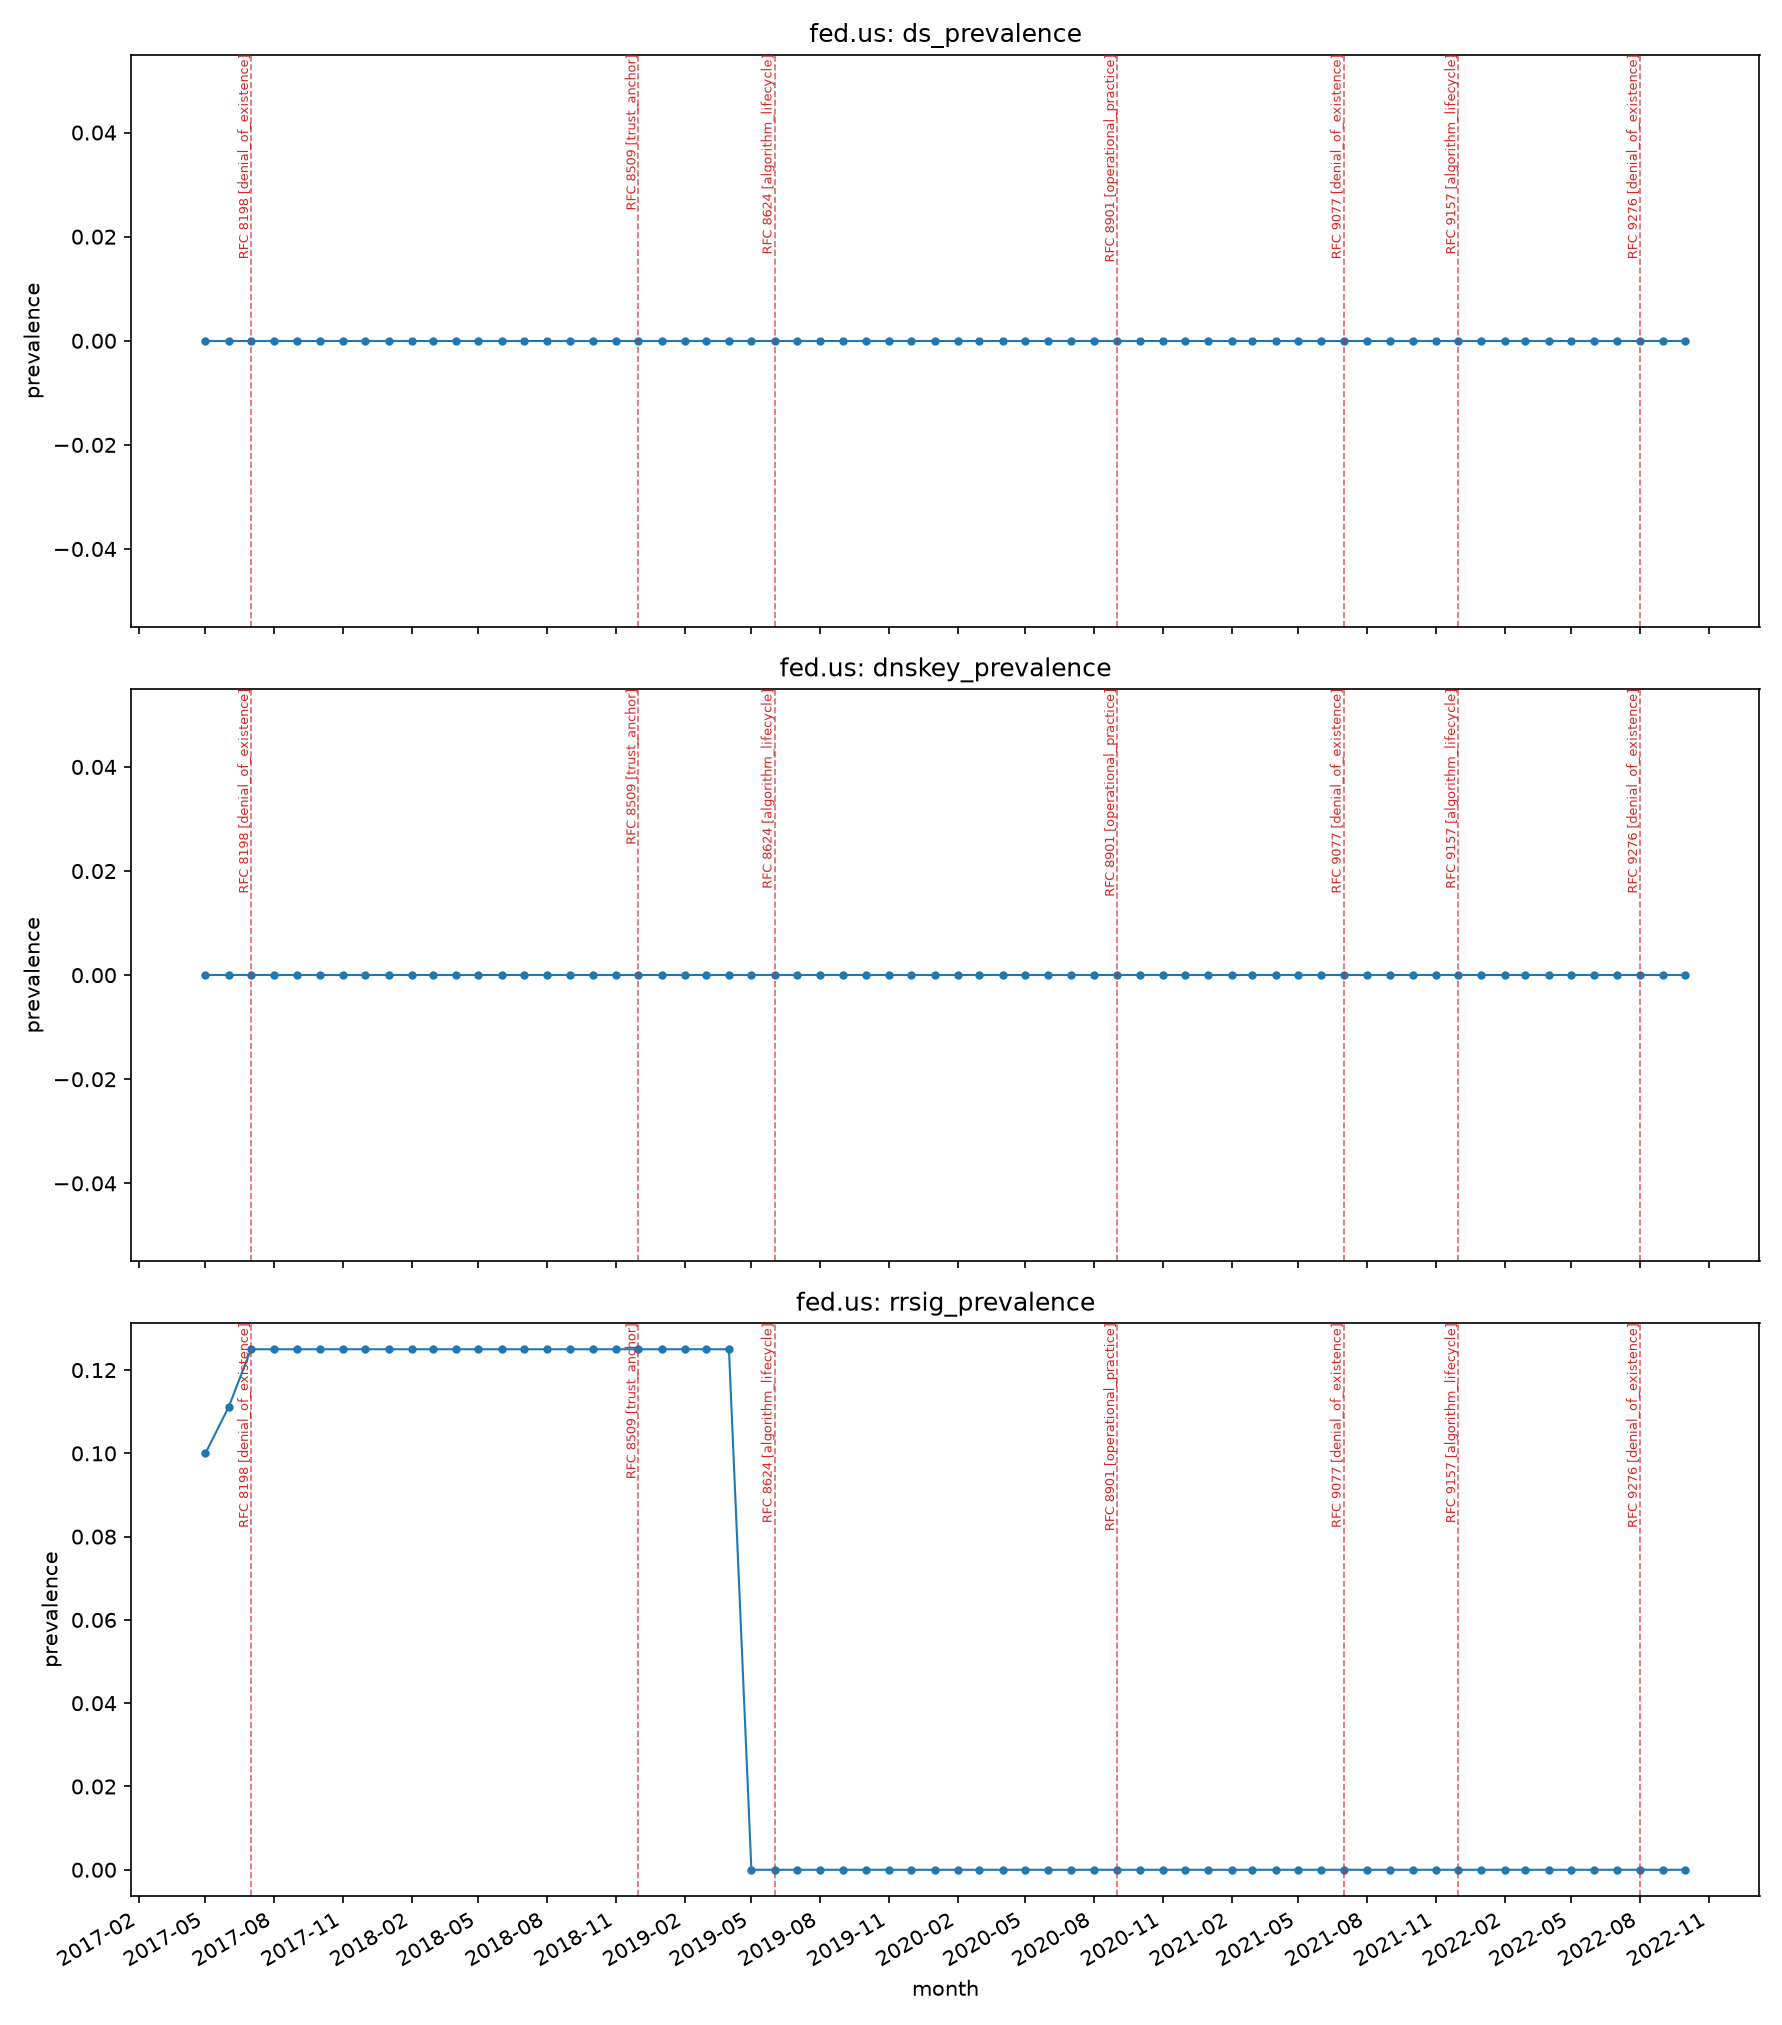 fed.us: ds_prevalence
prevalence
0.04
0.02
0.00
−0.02
−0.04
RFC 8198 [denial_of_existence]
RFC 8509 [trust_anchor]
RFC 8624 [algorithm_lifecycle]
RFC 8901 [operational_practice]
RFC 9077 [denial_of_existence]
RFC 9157 [algorithm_lifecycle]
RFC 9276 [denial_of_existence]
fed.us: dnskey_prevalence
prevalence
0.04
0.02
0.00
−0.02
−0.04
RFC 8198 [denial_of_existence]
RFC 8509 [trust_anchor]
RFC 8624 [algorithm_lifecycle]
RFC 8901 [operational_practice]
RFC 9077 [denial_of_existence]
RFC 9157 [algorithm_lifecycle]
RFC 9276 [denial_of_existence]
fed.us: rrsig_prevalence
prevalence
0.12
0.10
0.08
0.06
0.04
0.02
0.00
RFC 8198 [denial_of_existence]
RFC 8509 [trust_anchor]
RFC 8624 [algorithm_lifecycle]
RFC 8901 [operational_practice]
RFC 9077 [denial_of_existence]
RFC 9157 [algorithm_lifecycle]
RFC 9276 [denial_of_existence]
2017-02
2017-05
2017-08
2017-11
2018-02
2018-05
2018-08
2018-11
2019-02
2019-05
2019-08
2019-11
2020-02
2020-05
2020-08
2020-11
2021-02
2021-05
2021-08
2021-11
2022-02
2022-05
2022-08
2022-11
month